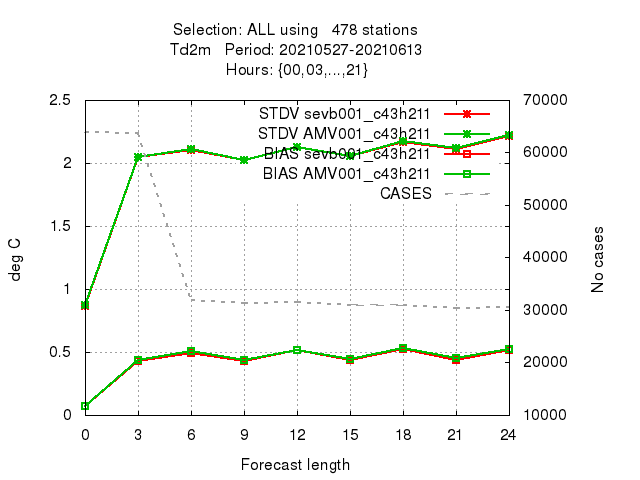 Selection: ALL using 478 stations
Td2m Period: 20210527-20210613
Hours: {00,03,...,21}
2.5
2
1.5
1
0.5
0
deg C
STDV sevb001_c43h211
STDV AMV001_c43h211
BIAS sevb001_c43h211
BIAS AMV001_c43h211
CASES
70000
60000
50000
40000
30000
20000
10000
No cases
0 3 6 9 12 15 18 21 24
Forecast length